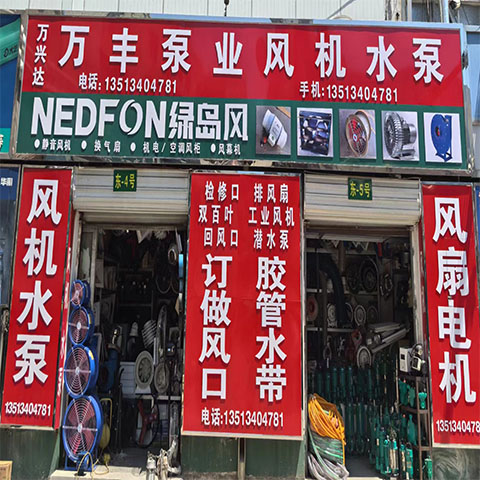 万兴达
万丰泵业风机水泵
电话:13513404781
手机:13513404781
NEDFON绿岛风
•静音风机 •换气扇 •机电/空调风柜 •风幕机
东-4号
东-5号
风机水泵
13513404781
检修口 排风扇
双百叶 工业风机
回风口 潜水泵
订做风口
胶管水带
电话:13513404781
风扇电机
13513404781